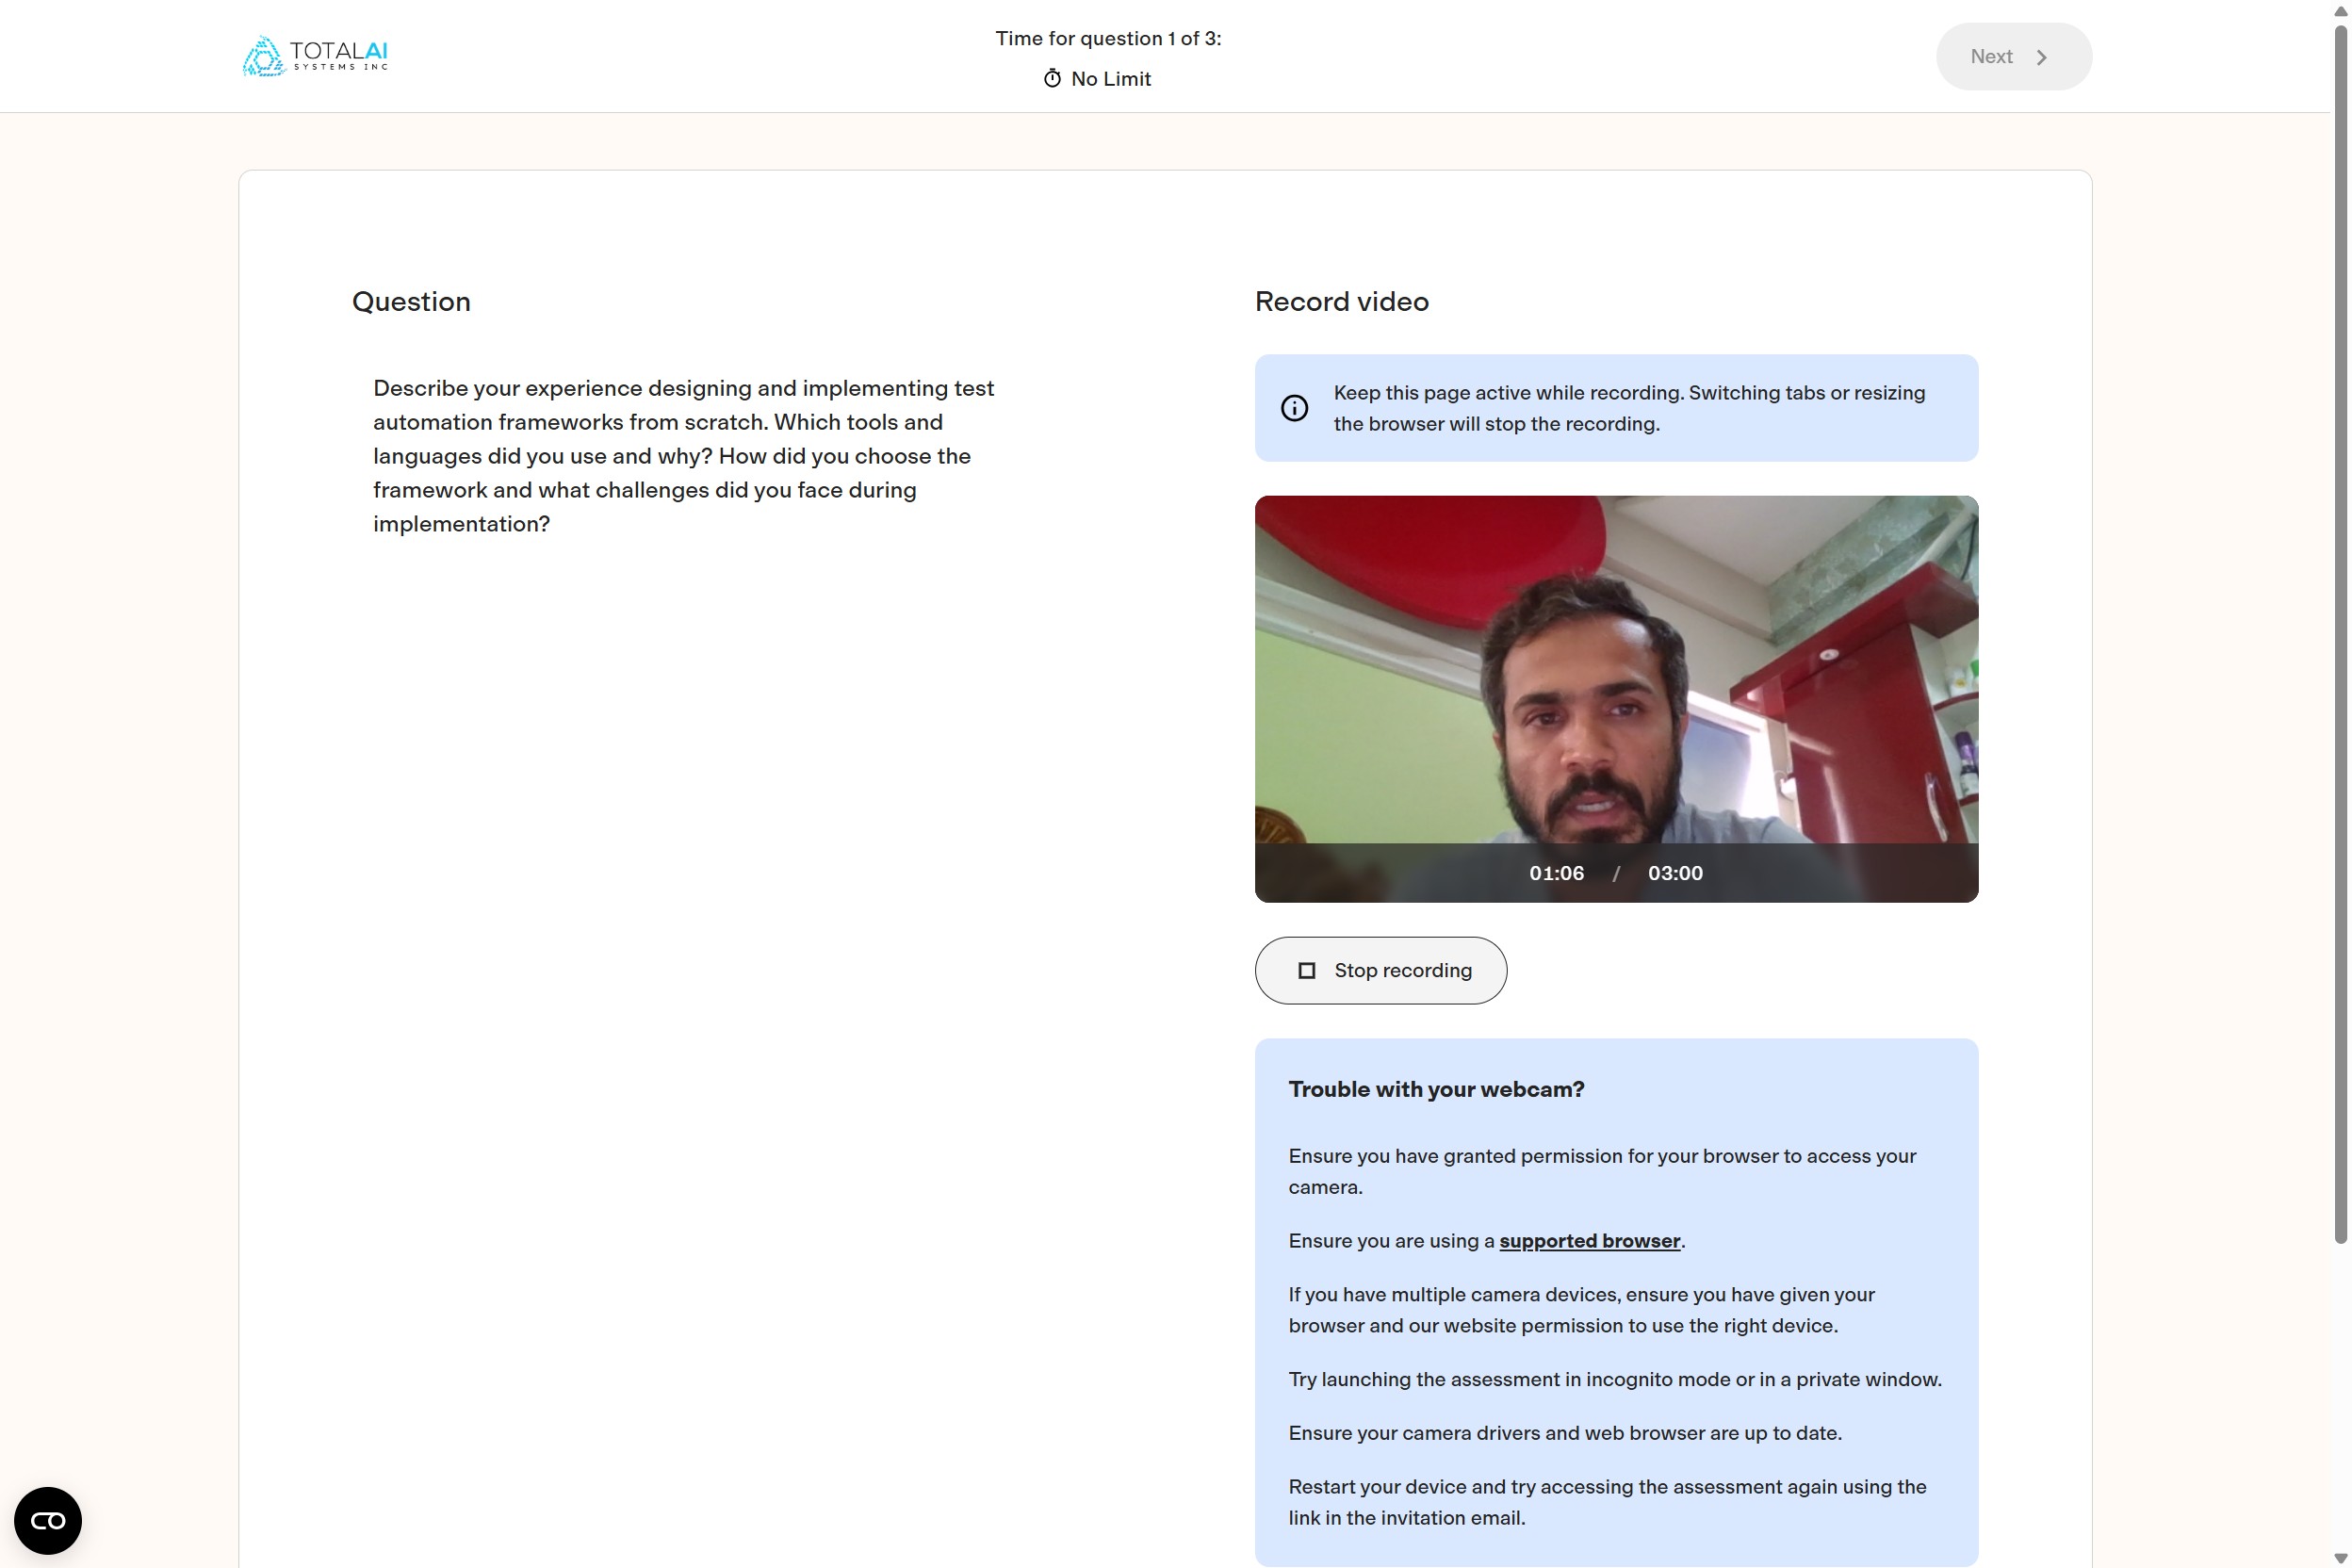 TOTALAI
SYSTEMS INC
Time for question 1 of 3:
No Limit
Next
Question
Describe your experience designing and implementing test
automation frameworks from scratch. Which tools and
languages did you use and why? How did you choose the
framework and what challenges did you face during
implementation?
Record video
Keep this page active while recording. Switching tabs or resizing
the browser will stop the recording.
01:06 / 03:00
Stop recording
Trouble with your webcam?
Ensure you have granted permission for your browser to access your
camera.
Ensure you are using a supported browser.
If you have multiple camera devices, ensure you have given your
browser and our website permission to use the right device.
Try launching the assessment in incognito mode or in a private window.
Ensure your camera drivers and web browser are up to date.
Restart your device and try accessing the assessment again using the
link in the invitation email.